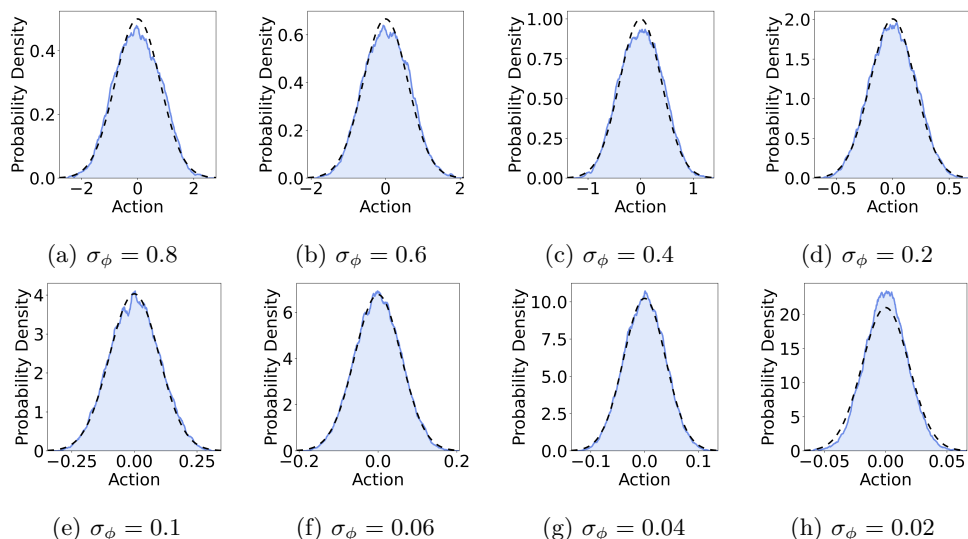 Probability Density
0.4
0.2
0.0
−2 0 2
Action
(a) σ_ϕ = 0.8
Probability Density
0.6
0.4
0.2
0.0
−2 0 2
Action
(b) σ_ϕ = 0.6
Probability Density
1.00
0.75
0.50
0.25
0.00
−1 0 1
Action
(c) σ_ϕ = 0.4
Probability Density
2.0
1.5
1.0
0.5
0.0
−0.5 0.0 0.5
Action
(d) σ_ϕ = 0.2
Probability Density
4
3
2
1
0
−0.25 0.00 0.25
Action
(e) σ_ϕ = 0.1
Probability Density
6
4
2
0
−0.2 0.0 0.2
Action
(f) σ_ϕ = 0.06
Probability Density
10.0
7.5
5.0
2.5
0.0
−0.1 0.0 0.1
Action
(g) σ_ϕ = 0.04
Probability Density
20
15
10
5
0
−0.05 0.00 0.05
Action
(h) σ_ϕ = 0.02